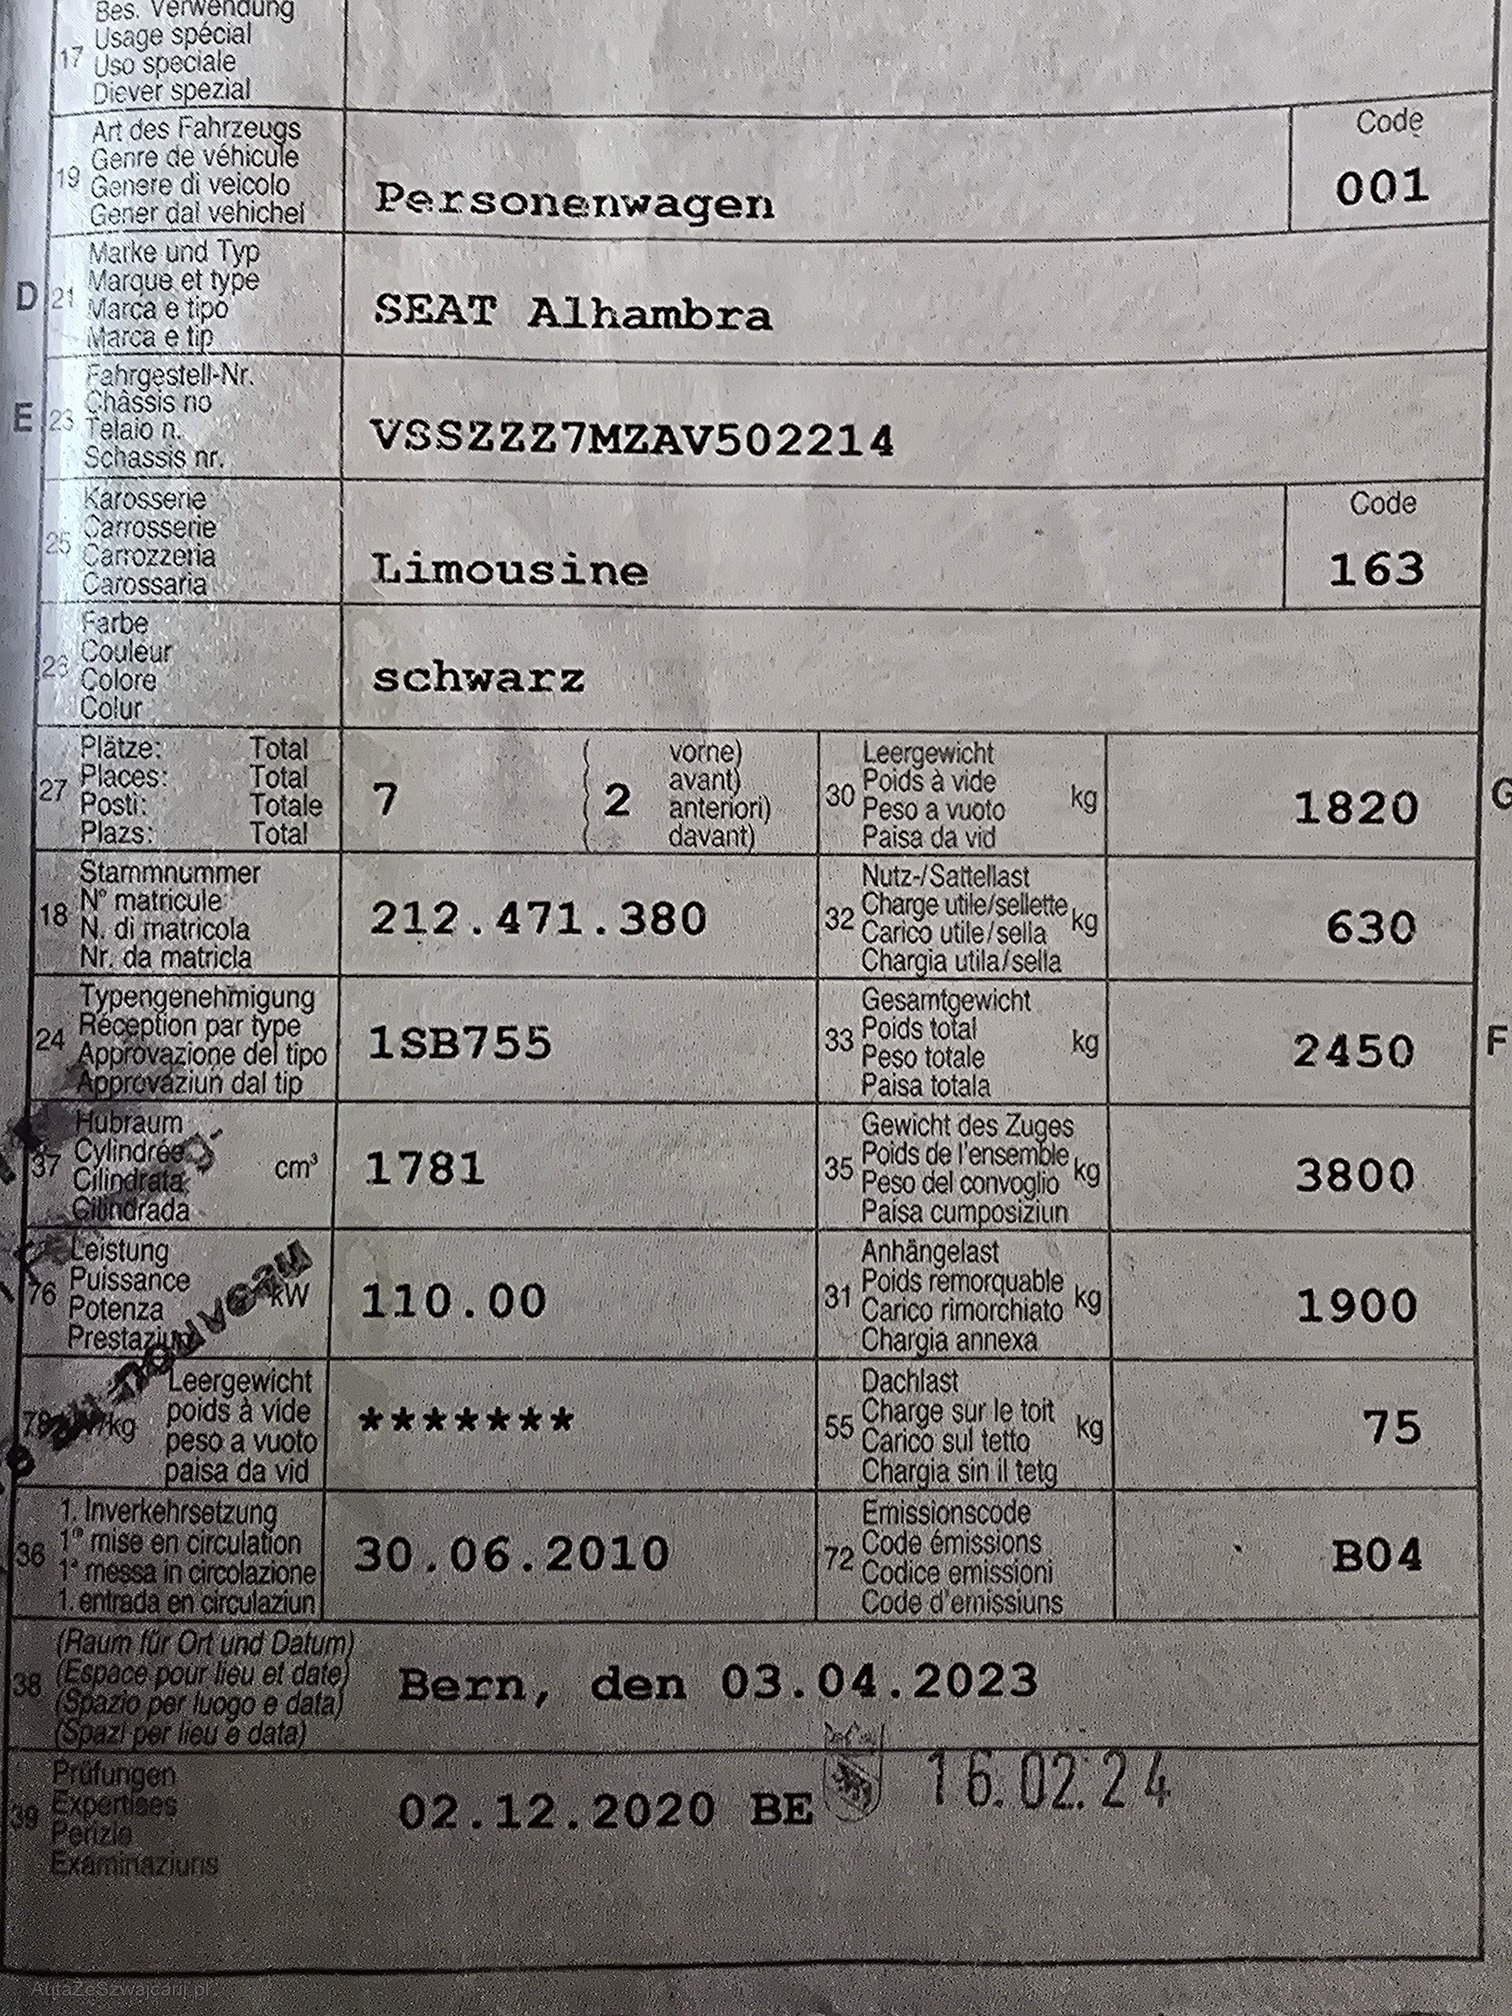 Bes. Verwendung
17 Usage spécial
Uso speciale
Diever spezial
Art des Fahrzeugs
Code
19 Genre de véhicule
Genere di veicolo
Gener dal vehichel
Personenwagen
001
Marke und Typ
D 21 Marque et type
Marca e tipo
Marca e tip
SEAT Alhambra
Fahrgestell-Nr.
E 23 Châssis no
Telaio n.
Schassis nr.
VSSZZZ7MZAV502214
Karosserie
Code
25 Carrosserie
Carrozzeria
Carossaria
Limousine
163
Farbe
26 Couleur
Colore
Colur
schwarz
Plätze: Total
27 Places: Total
Posti: Totale
Plazs: Total
7
( 2 vorne)
avant)
anteriori)
davant)
Leergewicht
30 Poids à vide kg
Peso a vuoto
Paisa da vid
1820
G
Stammnummer
18 N° matricule
N. di matricola
Nr. da matricla
212.471.380
Nutz-/Sattellast
32 Charge utile/sellette kg
Carico utile/sella
Chargia utila/sella
630
Typengenehmigung
24 Réception par type
Approvazione del tipo
Approvaziun dal tip
1SB755
Gesamtgewicht
33 Poids total kg
Peso totale
Paisa totala
2450
F
Hubraum
37 Cylindrée cm³
Cilindrata
Cilindrada
1781
Gewicht des Zuges
35 Poids de l'ensemble kg
Peso del convoglio
Paisa cumposiziun
3800
Leistung
76 Puissance kW
Potenza
Prestaziun
110.00
Anhängelast
31 Poids remorquable kg
Carico rimorchiato
Chargia annexa
1900
nouveau
Leergewicht
78 /kg poids à vide
peso a vuoto
paisa da vid
*******
Dachlast
55 Charge sur le toit kg
Carico sul tetto
Chargia sin il tetg
75
1. Inverkehrsetzung
36 1re mise en circulation
1a messa in circolazione
1. entrada en circulaziun
30.06.2010
Emissionscode
72 Code émissions
Codice emissioni
Code d'emissiuns
B04
(Raum für Ort und Datum)
38 (Espace pour lieu et date)
(Spazio per luogo e data)
(Spazi per lieu e data)
Bern, den 03.04.2023
Prüfungen
39 Expertises
Perizie
Examinaziuns
02.12.2020 BE
16.02.24
AutaZeSzwajcarii.pl